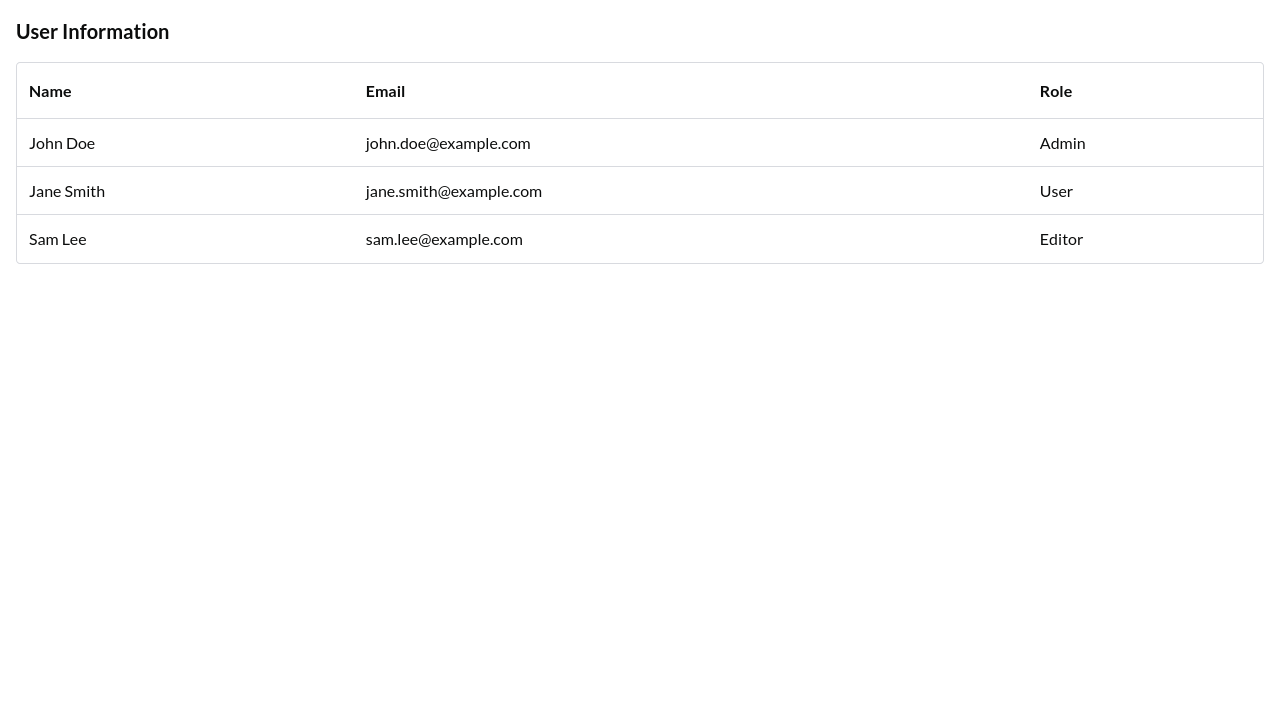 User Information
Name Email Role
John Doe john.doe@example.com Admin
Jane Smith jane.smith@example.com User
Sam Lee sam.lee@example.com Editor